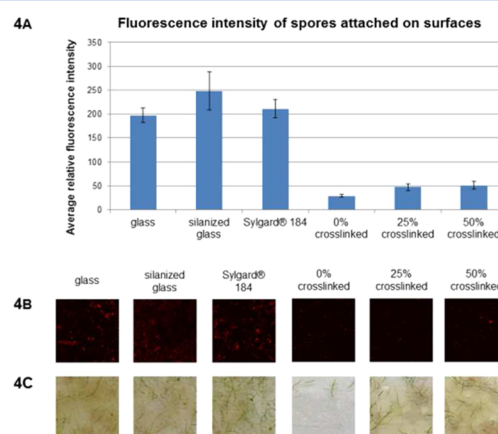 4A
Fluorescence intensity of spores attached on surfaces
Average relative fluorescence intensity
350
300
250
200
150
100
50
0
glass
silanized
glass
Sylgard® 184
0%
crosslinked
25%
crosslinked
50%
crosslinked
glass
silanized
glass
Sylgard®
184
0%
crosslinked
25%
crosslinked
50%
crosslinked
4B
4C